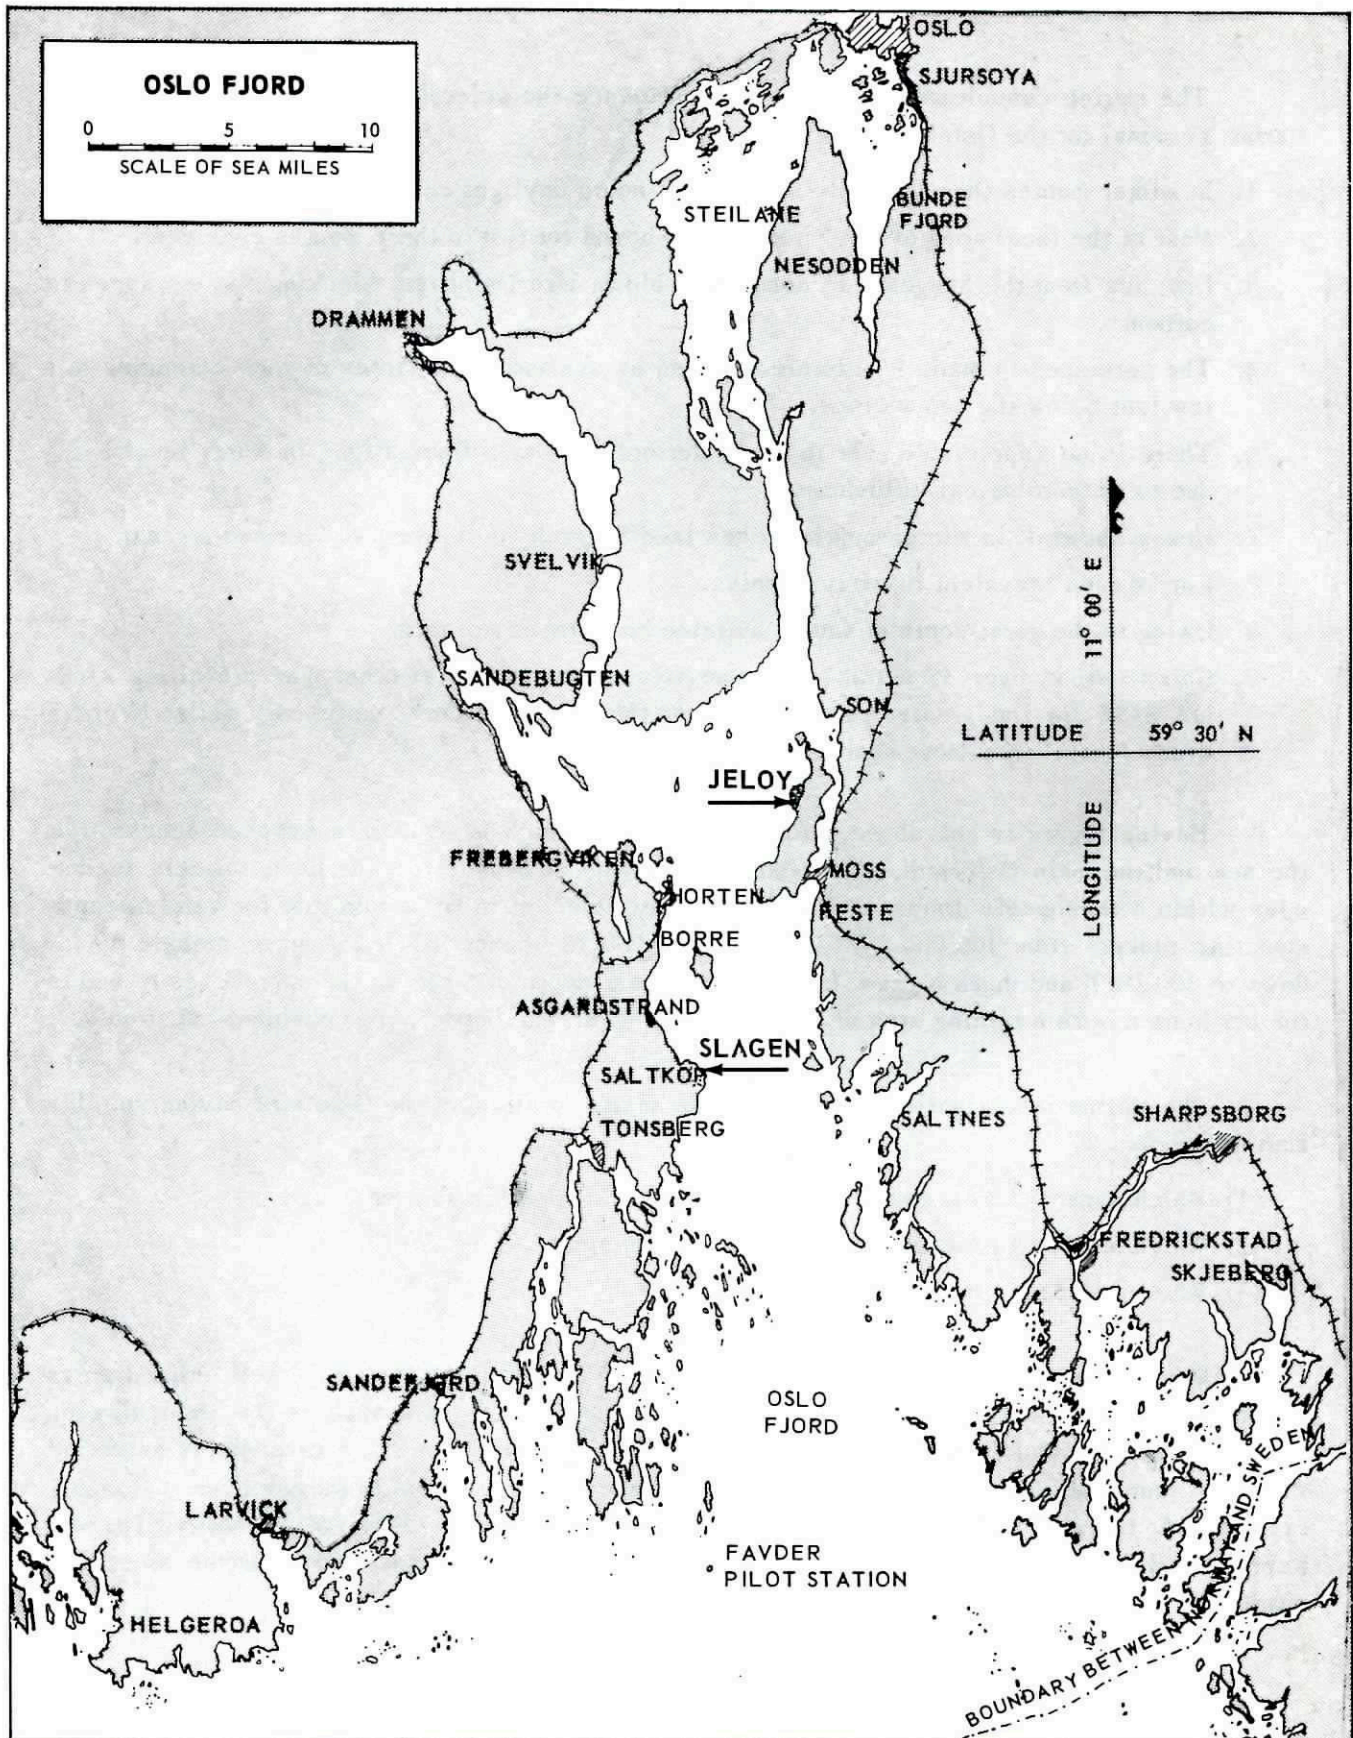 OSLO FJORD
0 5 10
SCALE OF SEA MILES
OSLO
SJURSOYA
STEILANE
BUNDE
FJORD
NESODDEN
DRAMMEN
SVELVIK
11° 00' E
SANDEBUGTEN
SON
LATITUDE 59° 30' N
JELOY
LONGITUDE
FREBERGVIKEN
MOSS
HORTEN
RESTE
BORRE
ASGARDSTRAND
SLAGEN
SALTKOP
SALTNES
SHARPSBORG
TONSBERG
FREDRICKSTAD
SKJEBERG
SANDEFJORD
OSLO
FJORD
LARVICK
FAVDER
PILOT STATION
HELGEROA
BOUNDARY BETWEEN NORWAY AND SWEDEN